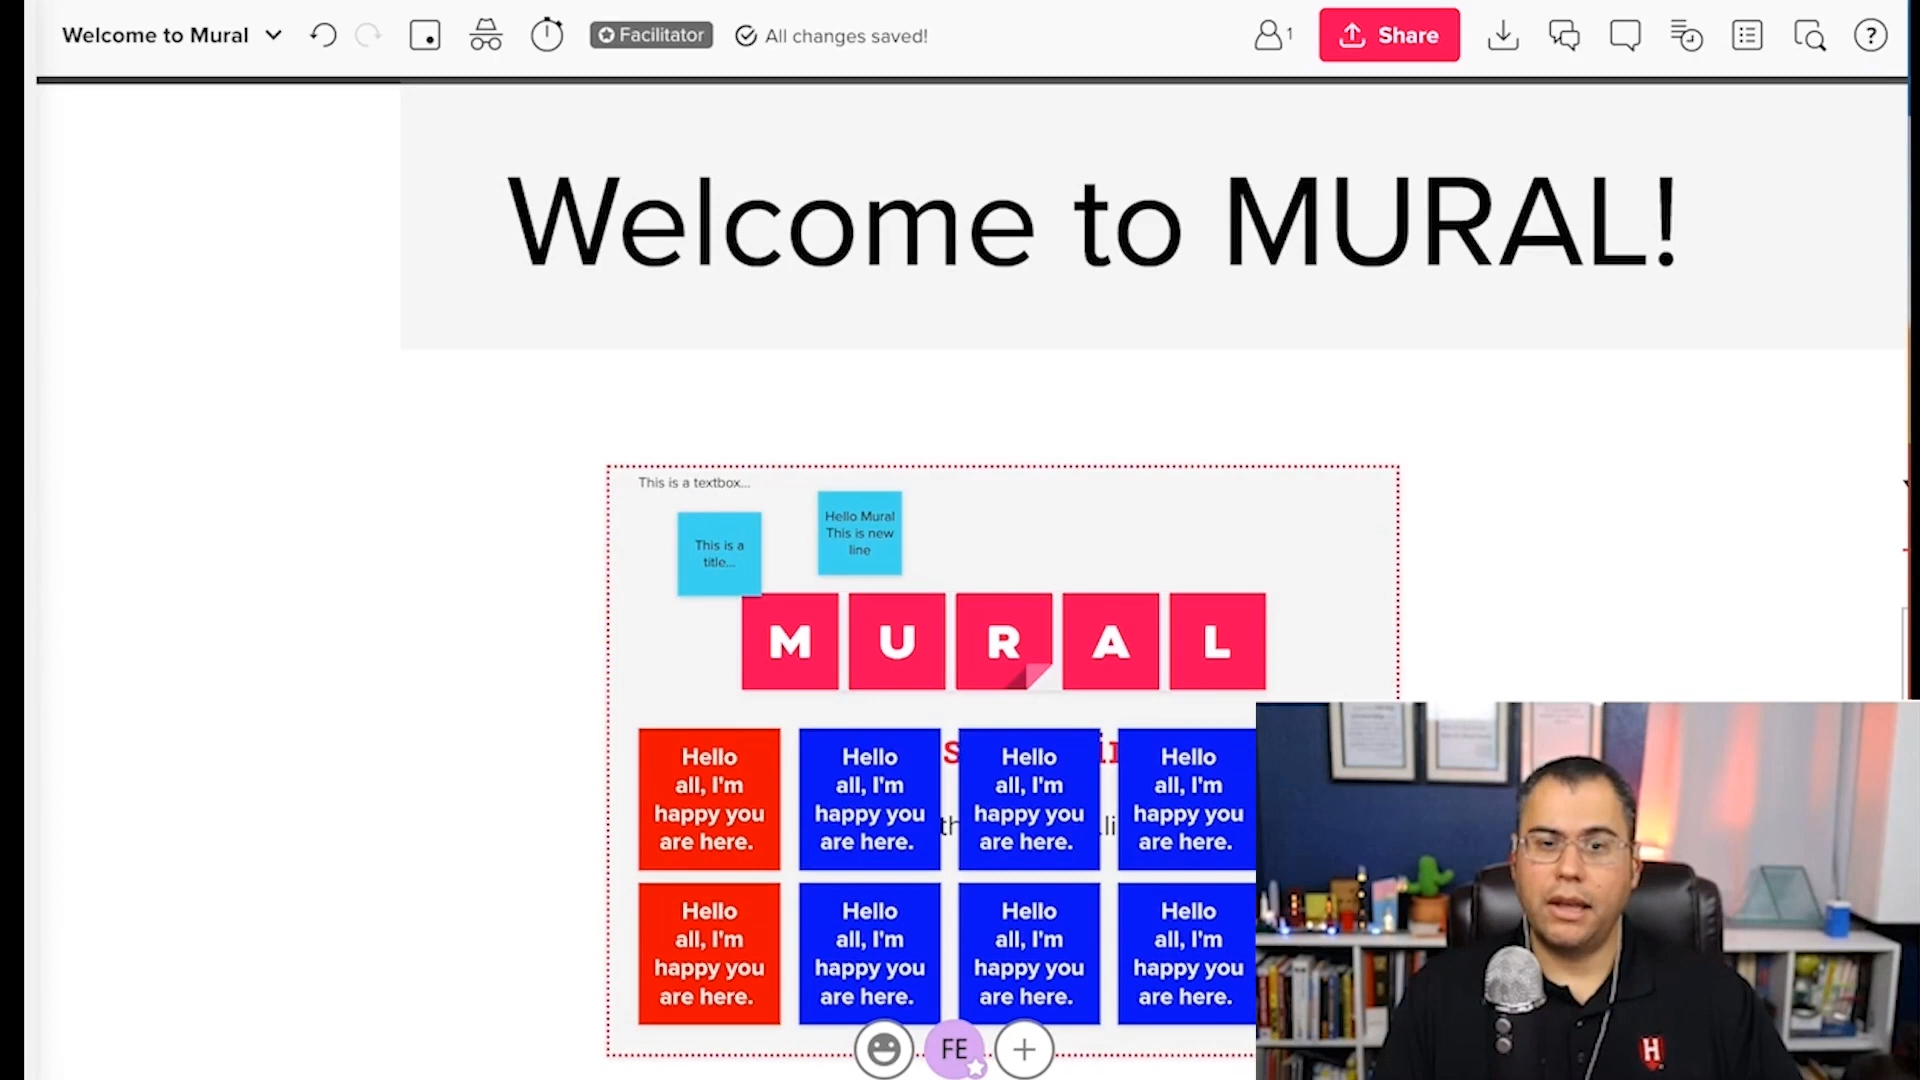 Welcome to Mural
Facilitator
All changes saved!
1
Share
?
Welcome to MURAL!
This is a textbox...
Hello Mural
This is new
line
This is a
title...
M U R A L
Hello
all, I'm
happy you
are here.
Hello
all, I'm
happy you
are here.
Hello
all, I'm
happy you
are here.
Hello
all, I'm
happy you
are here.
Hello
all, I'm
happy you
are here.
Hello
all, I'm
happy you
are here.
Hello
all, I'm
happy you
are here.
Hello
all, I'm
happy you
are here.
FE
H